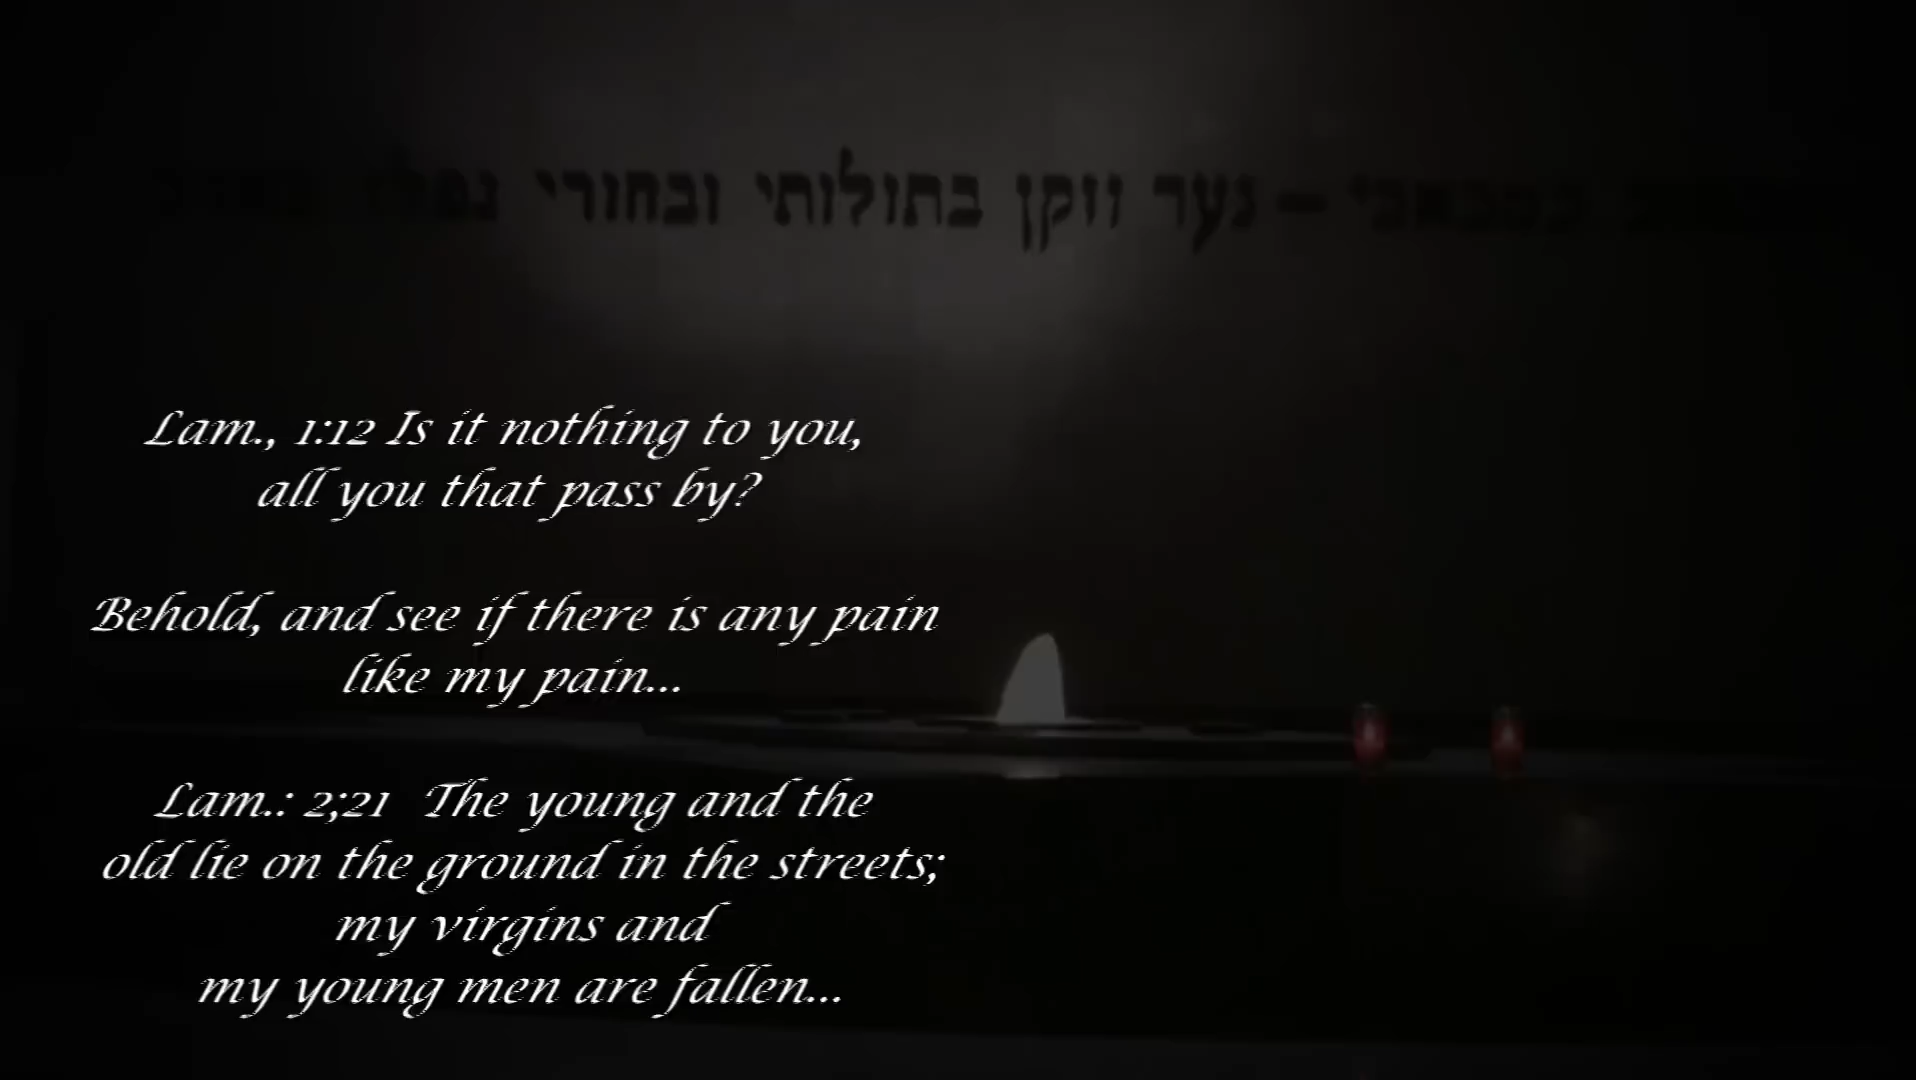 נער וזקן בתולותי ובחורי
Lam., 1:12 Is it nothing to you,
all you that pass by?
Behold, and see if there is any pain
like my pain...
Lam.: 2;21 The young and the
old lie on the ground in the streets;
my virgins and
my young men are fallen...